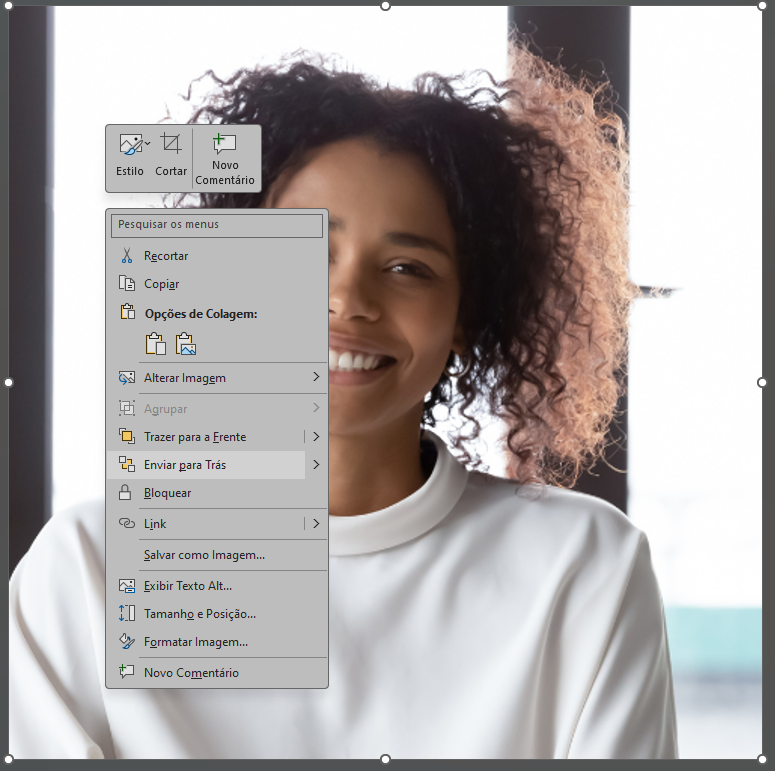 Estilo
Cortar
Novo
Comentário
Pesquisar os menus
Recortar
Copiar
Opções de Colagem:
Alterar Imagem
Agrupar
Trazer para a Frente
Enviar para Trás
Bloquear
Link
Salvar como Imagem...
Exibir Texto Alt...
Tamanho e Posição...
Formatar Imagem...
Novo Comentário